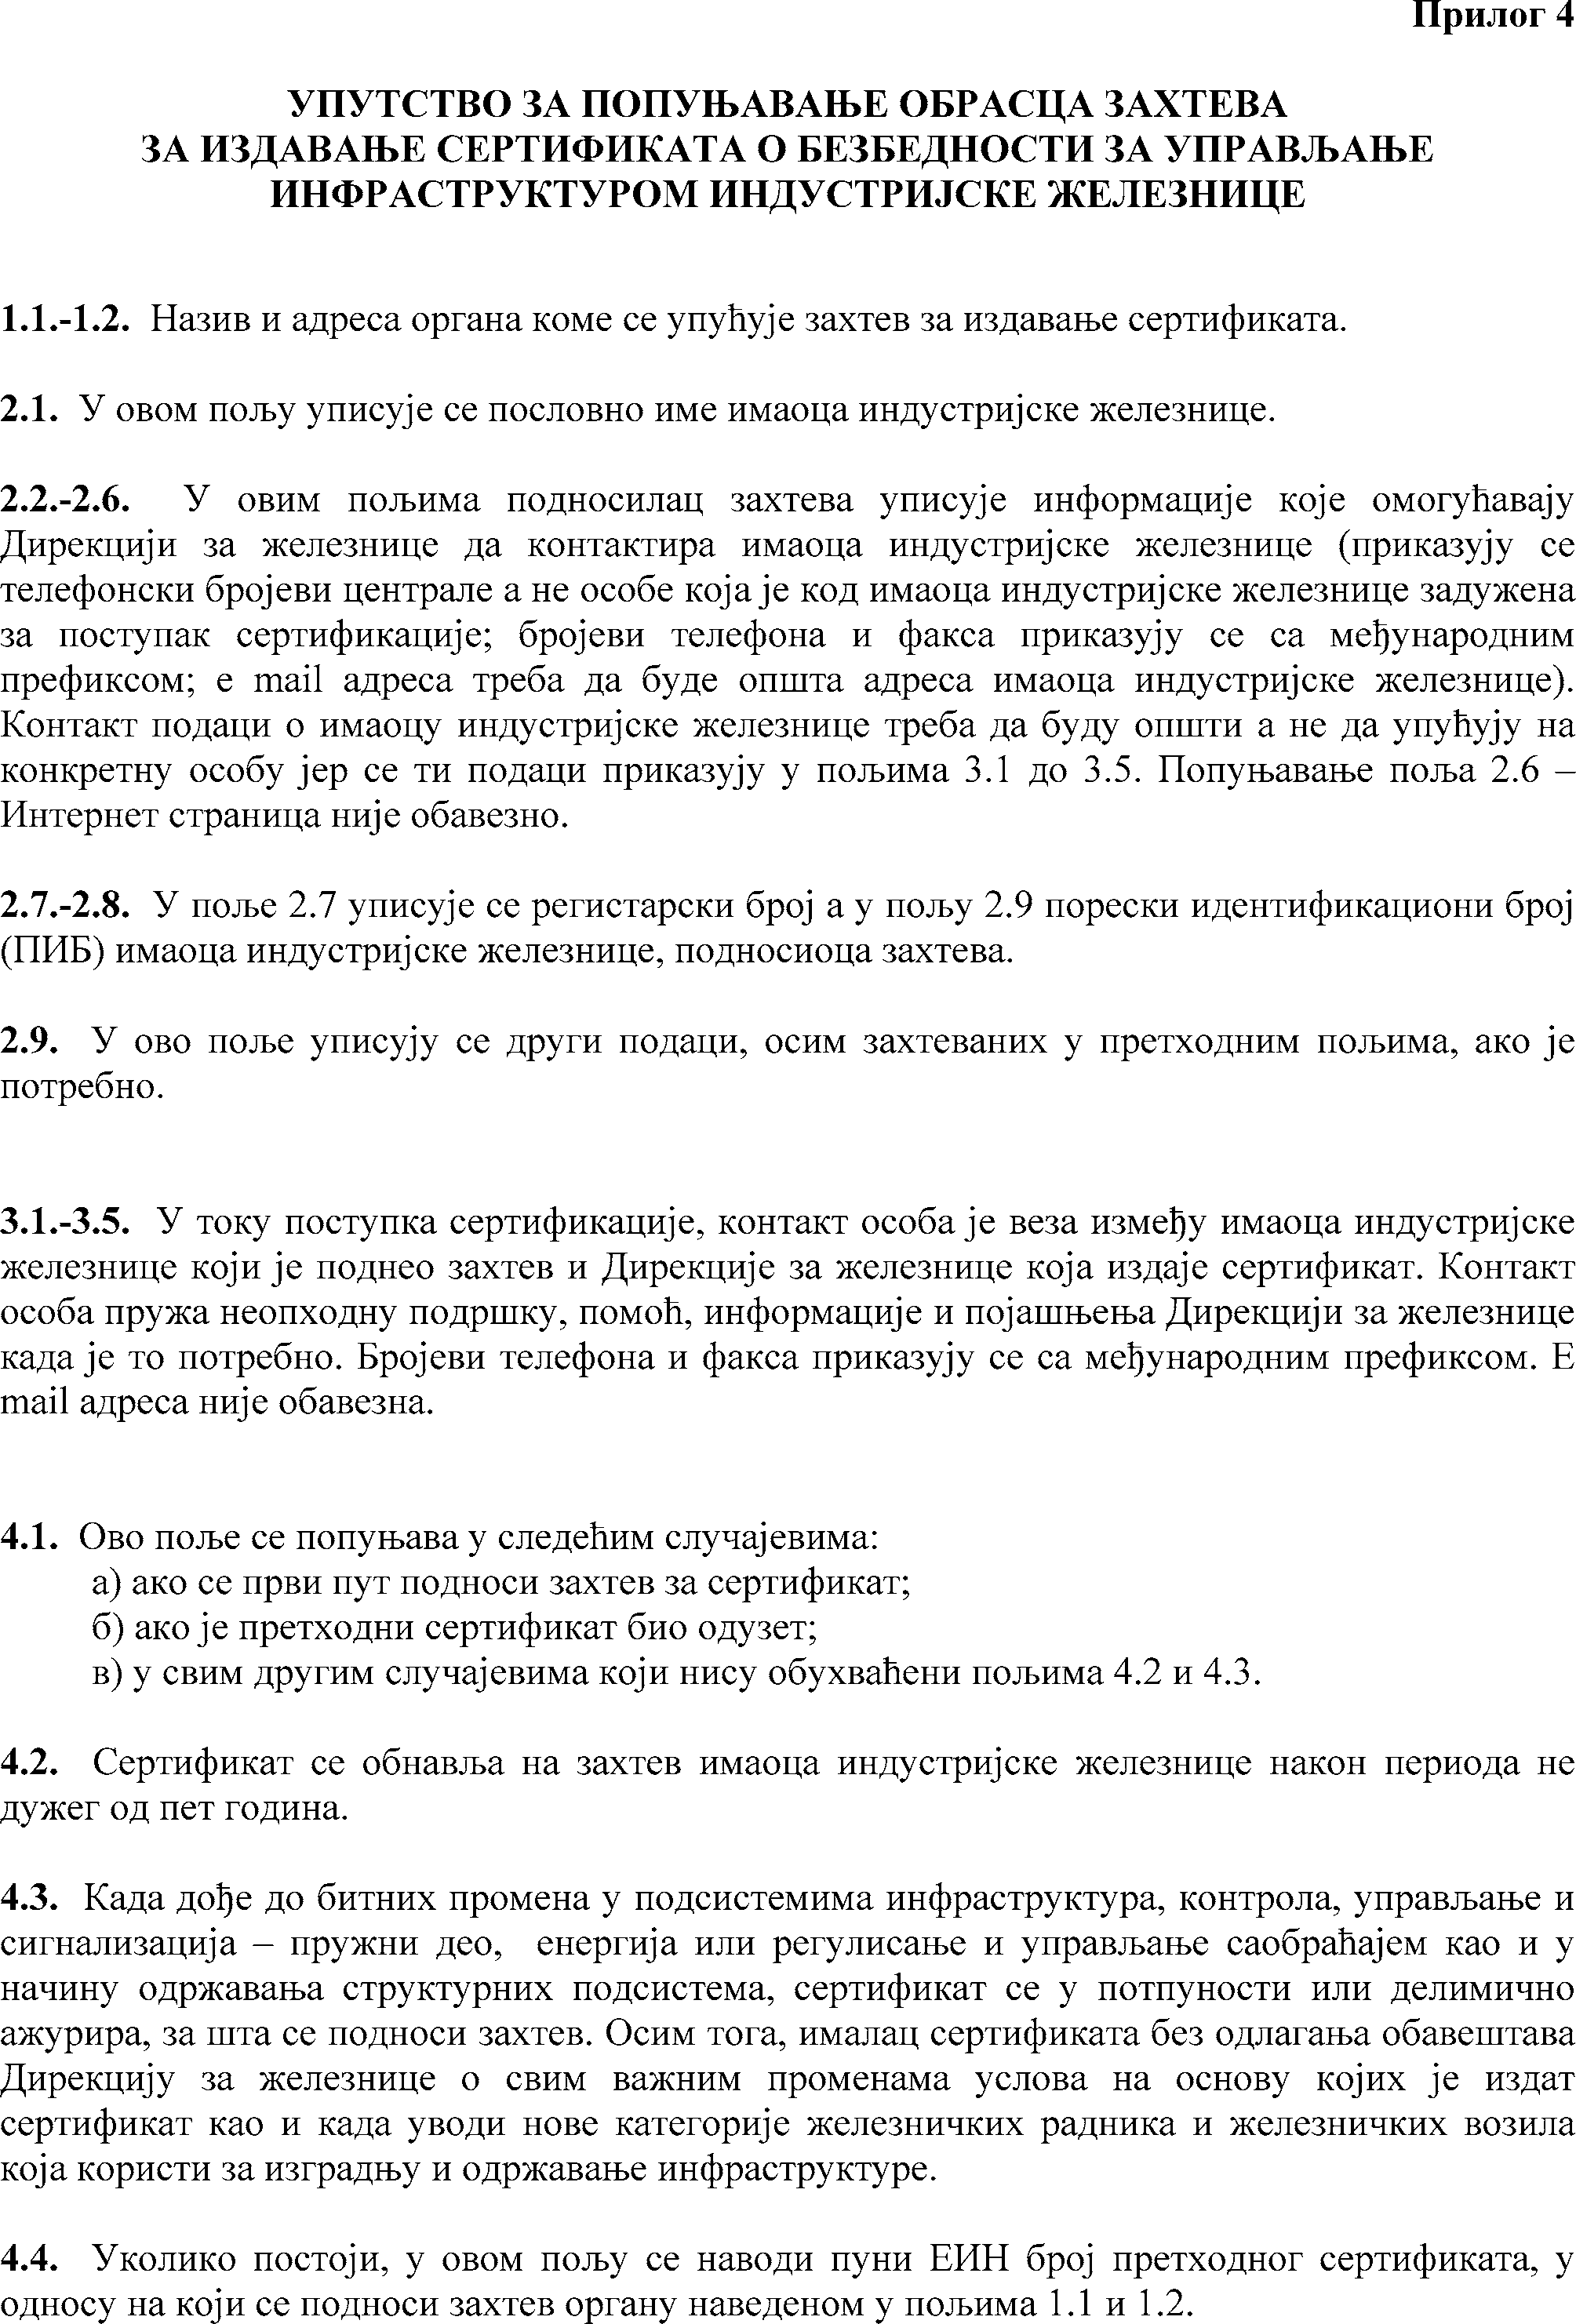 Прилог 4
УПУТСТВО ЗА ПОПУЊАВАЊЕ ОБРАСЦА ЗАХТЕВА
ЗА ИЗДАВАЊЕ СЕРТИФИКАТА О БЕЗБЕДНОСТИ ЗА УПРАВЉАЊЕ
ИНФРАСТРУКТУРОМ ИНДУСТРИЈСКЕ ЖЕЛЕЗНИЦЕ
1.1.-1.2. Назив и адреса органа коме се упућује захтев за издавање сертификата.
2.1. У овом пољу уписује се пословно име имаоца индустријске железнице.
2.2.-2.6. У овим пољима подносилац захтева уписује информације које омогућавају
Дирекцији за железнице да контактира имаоца индустријске железнице (приказују се
телефонски бројеви централе а не особе која је код имаоца индустријске железнице задужена
за поступак сертификације; бројеви телефона и факса приказују се са међународним
префиксом; е mail адреса треба да буде општа адреса имаоца индустријске железнице).
Контакт подаци о имаоцу индустријске железнице треба да буду општи а не да упућују на
конкретну особу јер се ти подаци приказују у пољима 3.1 до 3.5. Попуњавање поља 2.6 –
Интернет страница није обавезно.
2.7.-2.8. У поље 2.7 уписује се регистарски број а у пољу 2.9 порески идентификациони број
(ПИБ) имаоца индустријске железнице, подносиоца захтева.
2.9. У ово поље уписују се други подаци, осим захтеваних у претходним пољима, ако је
потребно.
3.1.-3.5. У току поступка сертификације, контакт особа је веза између имаоца индустријске
железнице који је поднео захтев и Дирекције за железнице која издаје сертификат. Контакт
особа пружа неопходну подршку, помоћ, информације и појашњења Дирекцији за железнице
када је то потребно. Бројеви телефона и факса приказују се са међународним префиксом. Е
mail адреса није обавезна.
4.1. Ово поље се попуњава у следећим случајевима:
а) ако се први пут подноси захтев за сертификат;
б) ако је претходни сертификат био одузет;
в) у свим другим случајевима који нису обухваћени пољима 4.2 и 4.3.
4.2. Сертификат се обнавља на захтев имаоца индустријске железнице након периода не
дужег од пет година.
4.3. Када дође до битних промена у подсистемима инфраструктура, контрола, управљање и
сигнализација – пружни део, енергија или регулисање и управљање саобраћајем као и у
начину одржавања структурних подсистема, сертификат се у потпуности или делимично
ажурира, за шта се подноси захтев. Осим тога, ималац сертификата без одлагања обавештава
Дирекцију за железнице о свим важним променама услова на основу којих је издат
сертификат као и када уводи нове категорије железничких радника и железничких возила
која користи за изградњу и одржавање инфраструктуре.
4.4. Уколико постоји, у овом пољу се наводи пуни ЕИН број претходног сертификата, у
односу на који се подноси захтев органу наведеном у пољима 1.1 и 1.2.